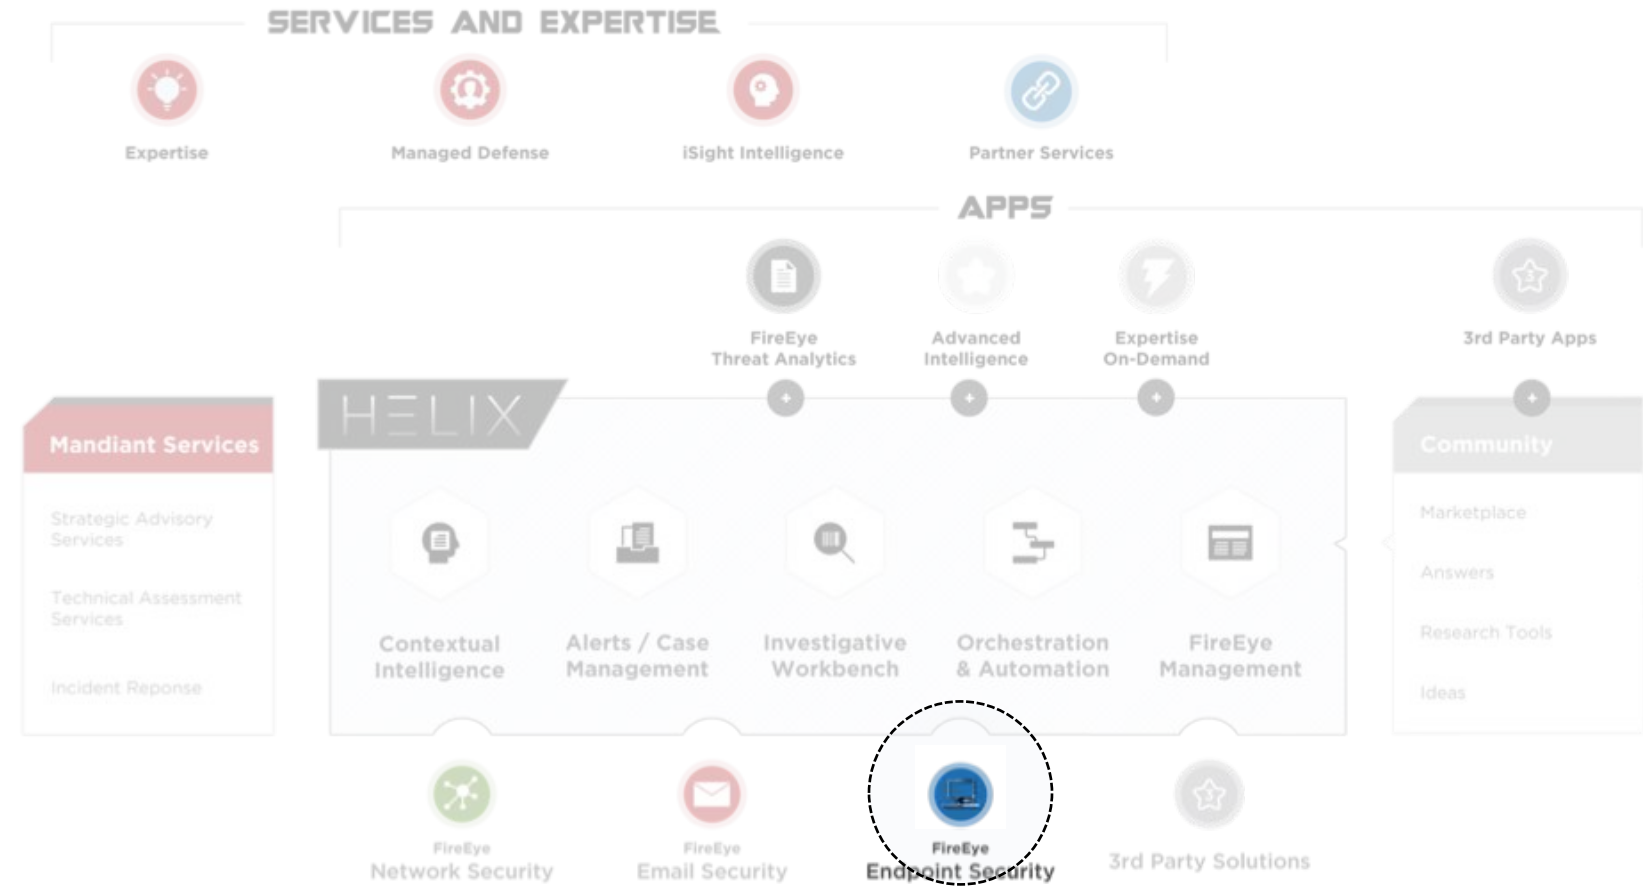 SERVICES AND EXPERTISE
Expertise
Managed Defense
iSight Intelligence
Partner Services
APPS
FireEye
Threat Analytics
Advanced
Intelligence
Expertise
On-Demand
3
3rd Party Apps
+
+
+
+
HELIX
Mandiant Services
Strategic Advisory
Services
Technical Assessment
Services
Incident Reponse
Contextual
Intelligence
Alerts / Case
Management
Investigative
Workbench
Orchestration
& Automation
FireEye
Management
Community
Marketplace
Answers
Research Tools
Ideas
FireEye
Network Security
FireEye
Email Security
FireEye
Endpoint Security
3
3rd Party Solutions